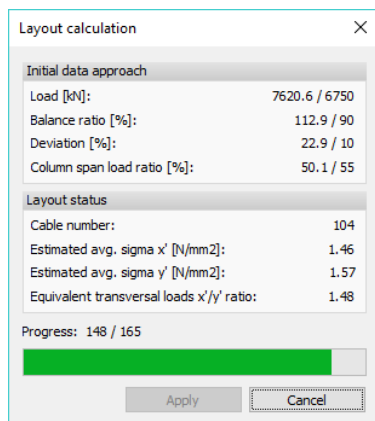 Layout calculation
Initial data approach
Load [kN]: 7620.6 / 6750
Balance ratio [%]: 112.9 / 90
Deviation [%]: 22.9 / 10
Column span load ratio [%]: 50.1 / 55
Layout status
Cable number: 104
Estimated avg. sigma x' [N/mm2]: 1.46
Estimated avg. sigma y' [N/mm2]: 1.57
Equivalent transversal loads x'/y' ratio: 1.48
Progress: 148 / 165
Apply Cancel